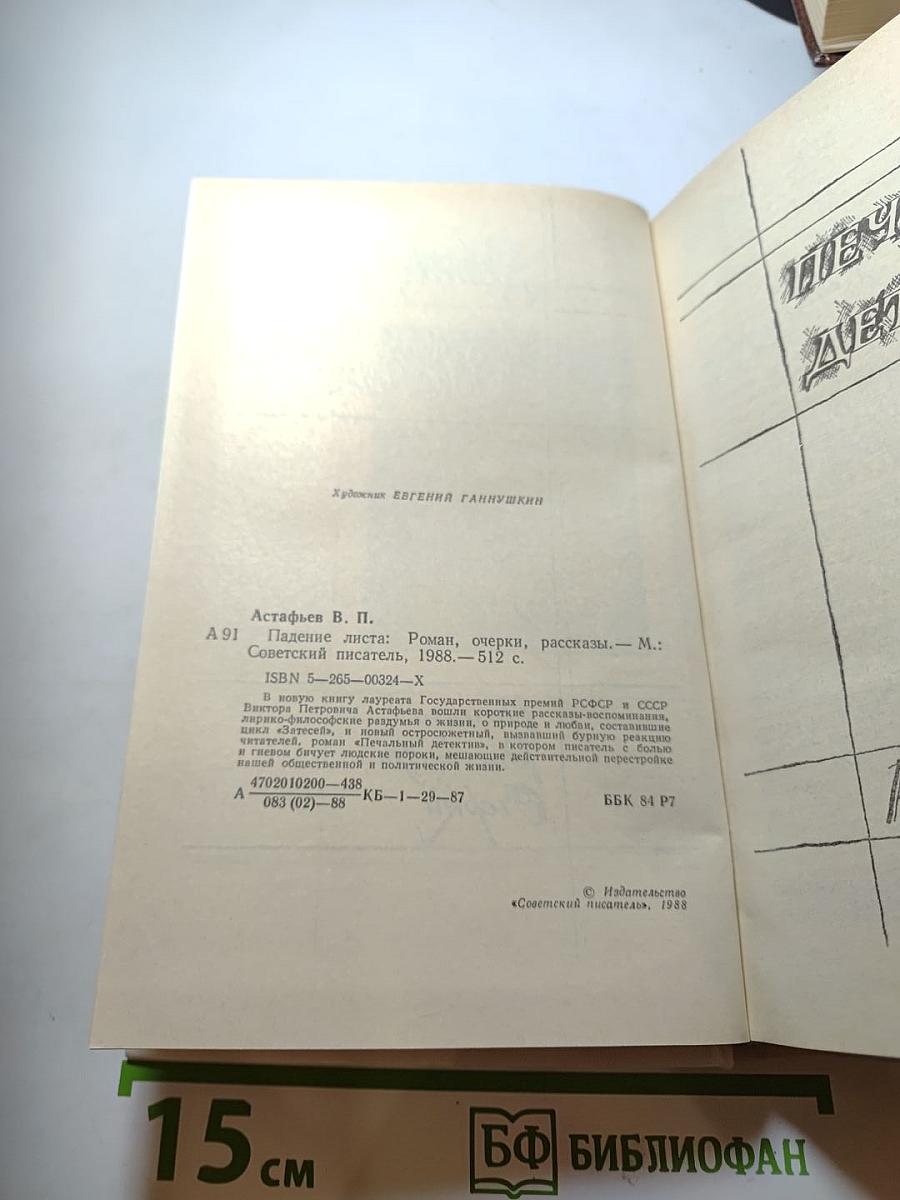 Художник ЕВГЕНИЙ ГАННУШКИН
Астафьев В. П.
А 91 Падение листа: Роман, очерки, рассказы.— М.:
Советский писатель, 1988.— 512 с.
ISBN 5—265—00324—X
В новую книгу лауреата Государственных премий РСФСР и СССР
Виктора Петровича Астафьева вошли короткие рассказы-воспоминания,
лирико-философские раздумья о жизни, о природе и любви, составившие
цикл «Затесей», и новый остросюжетный, вызвавший бурную реакцию
читателей, роман «Печальный детектив», в котором писатель с болью
и гневом бичует людские пороки, мешающие действительной перестройке
нашей общественной и политической жизни.
А 4702010200—438
083 (02)—88 КБ—1—29—87
ББК 84 Р7
© Издательство
«Советский писатель», 1988
ПЕЧ
ДЕТ
15 см
БФ БИБЛИОФАН